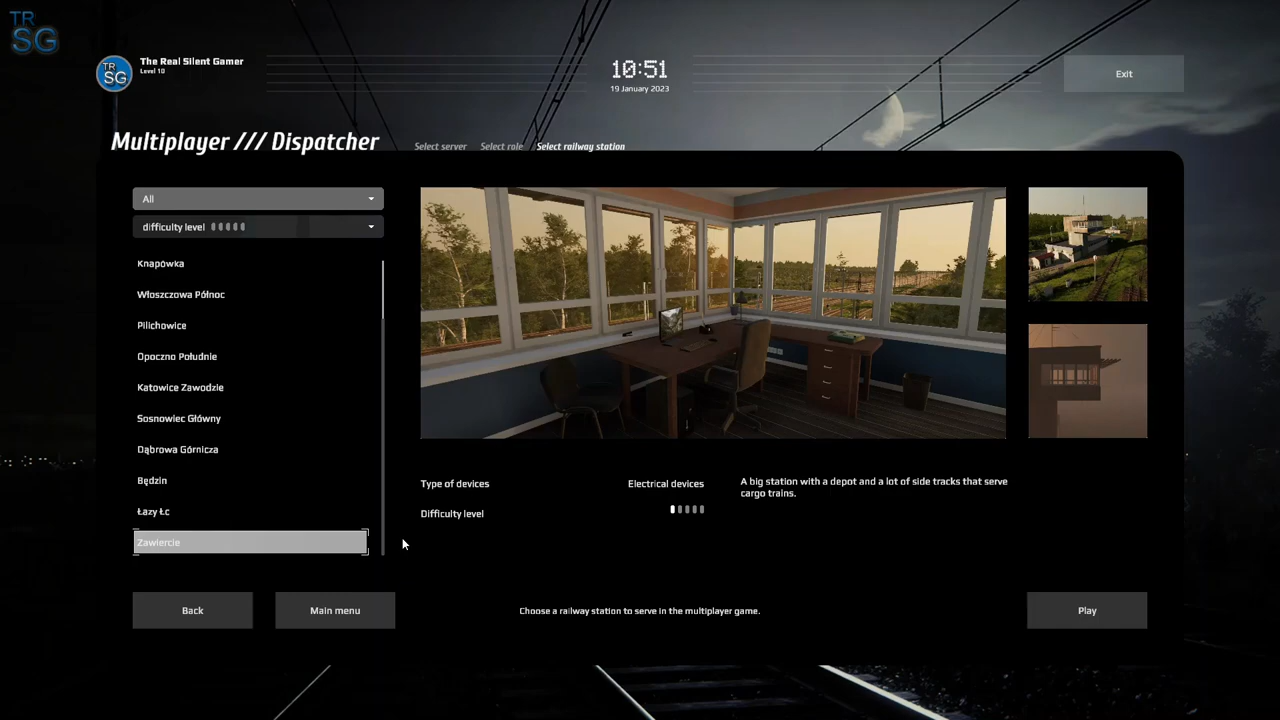 TR
SG
TR
SG
The Real Silent Gamer
Level 10
10:51
19 January 2023
Exit
Multiplayer /// Dispatcher
Select server
Select role
Select railway station
All
difficulty level
Knapówka
Włoszczowa Północ
Pilichowice
Opoczno Południe
Katowice Zawodzie
Sosnowiec Główny
Dąbrowa Górnicza
Będzin
Łazy Łc
Zawiercie
Type of devices
Electrical devices
Difficulty level
A big station with a depot and a lot of side tracks that serve
cargo trains.
Back
Main menu
Choose a railway station to serve in the multiplayer game.
Play